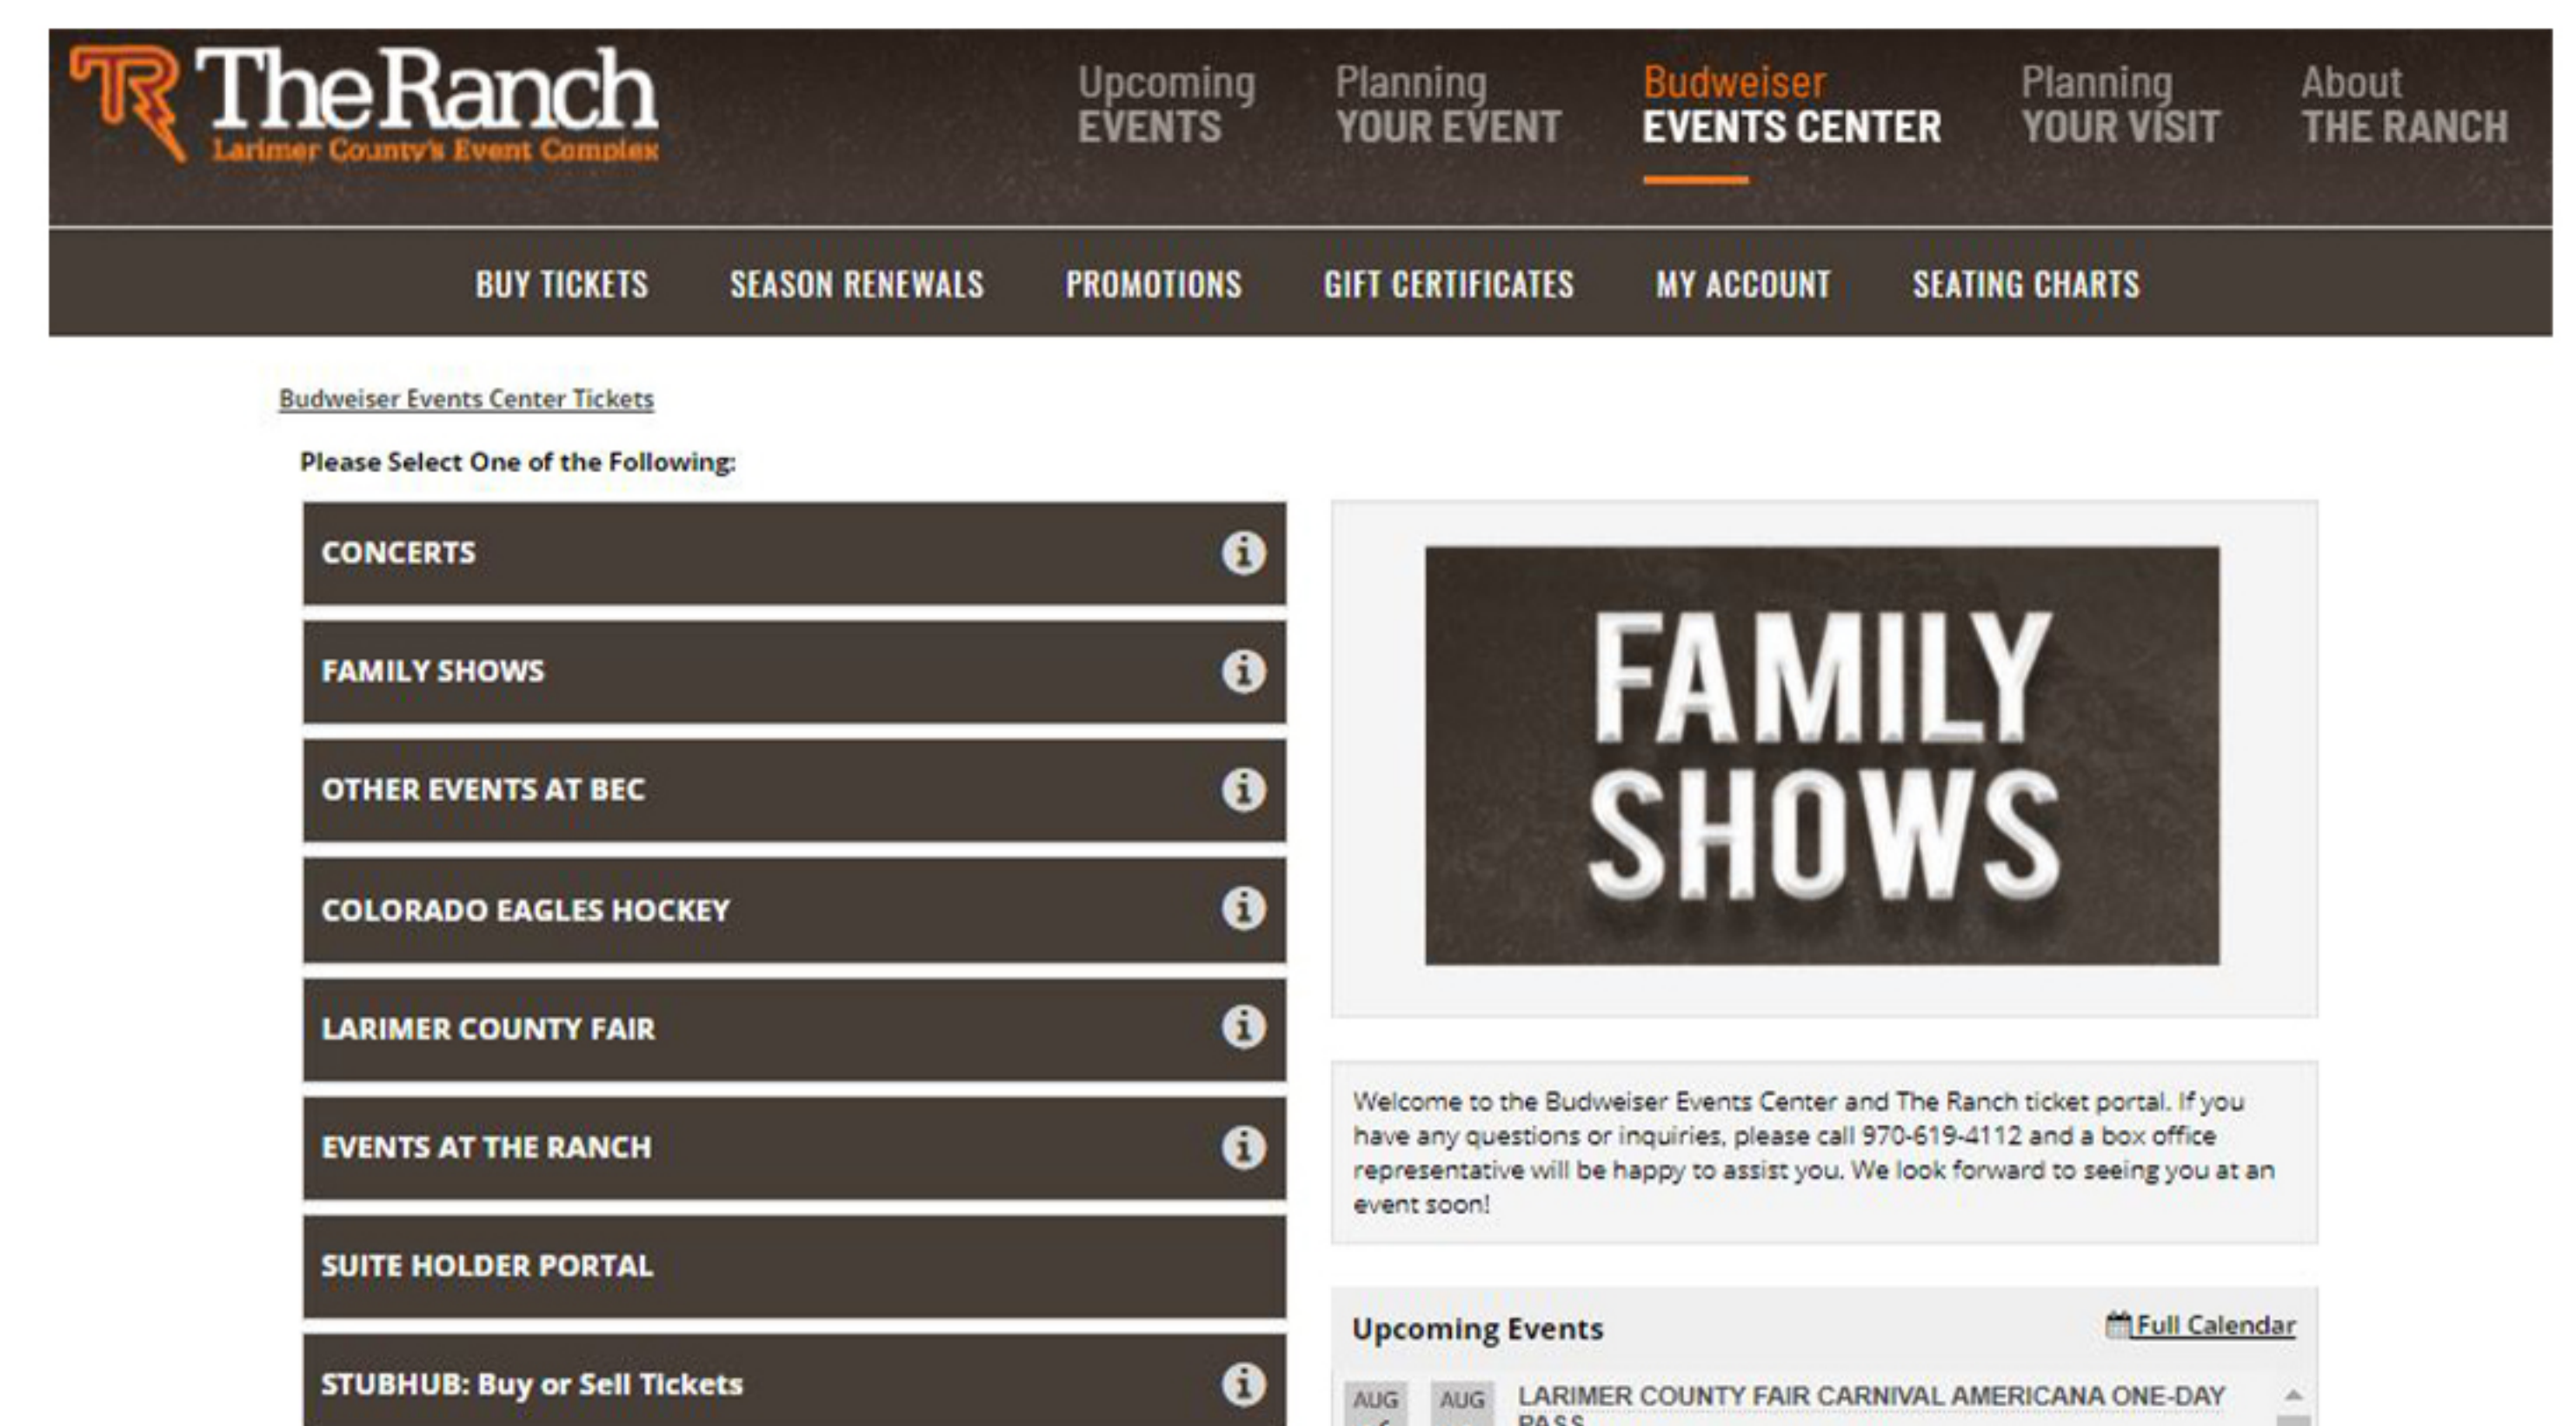 TR The Ranch
Larimer County's Event Complex
Upcoming
EVENTS
Planning
YOUR EVENT
Budweiser
EVENTS CENTER
Planning
YOUR VISIT
About
THE RANCH
BUY TICKETS
SEASON RENEWALS
PROMOTIONS
GIFT CERTIFICATES
MY ACCOUNT
SEATING CHARTS
Budweiser Events Center Tickets
Please Select One of the Following:
CONCERTS
FAMILY SHOWS
OTHER EVENTS AT BEC
COLORADO EAGLES HOCKEY
LARIMER COUNTY FAIR
EVENTS AT THE RANCH
SUITE HOLDER PORTAL
STUBHUB: Buy or Sell Tickets
FAMILY
SHOWS
Welcome to the Budweiser Events Center and The Ranch ticket portal. If you
have any questions or inquiries, please call 970-619-4112 and a box office
representative will be happy to assist you. We look forward to seeing you at an
event soon!
Upcoming Events
Full Calendar
AUG
AUG
LARIMER COUNTY FAIR CARNIVAL AMERICANA ONE-DAY
PASS